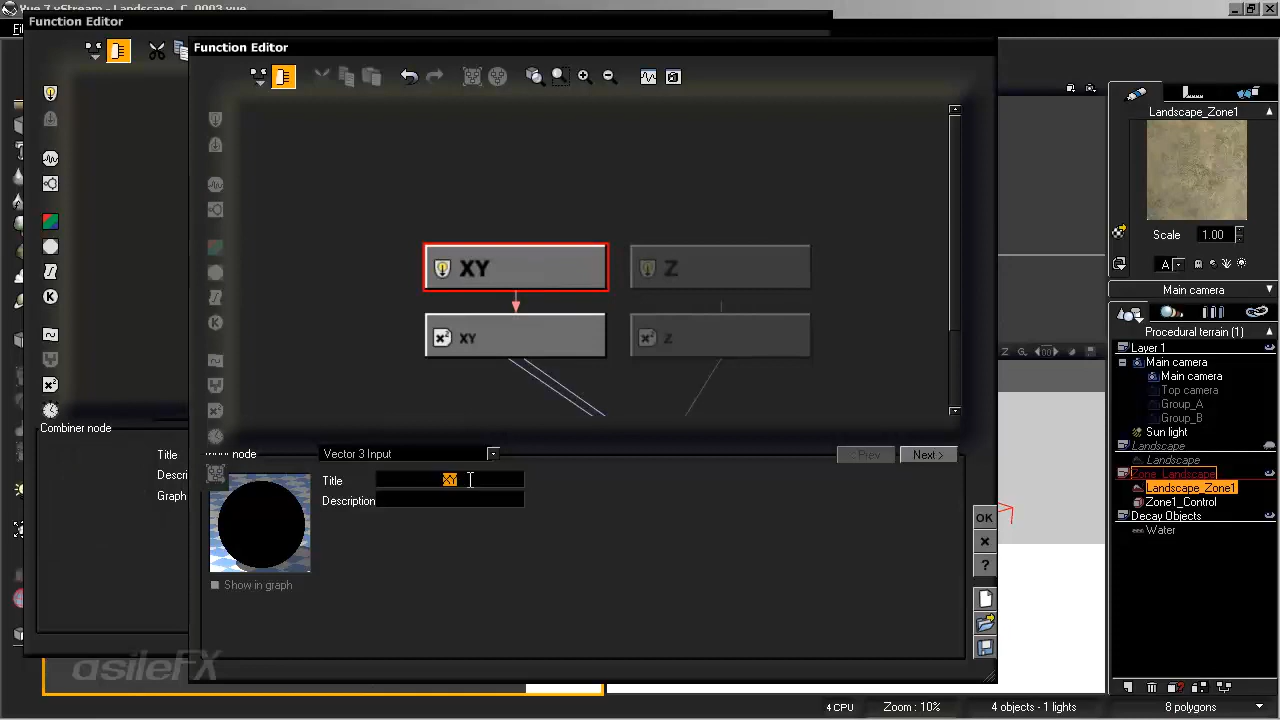 Vue 7 xStream - Landscape_C_0003.vue
Function Editor
Function Editor
XY
Z
XY
Z
Combiner node
Title
Graph
node
Vector 3 Input
< Prev
Next >
Title
XY
Description
Show in graph
OK
?
Landscape_Zone1
Scale
1.00
A
Main camera
Procedural terrain (1)
Layer 1
Main camera
Main camera
Top camera
Group_A
Group_B
Sun light
Landscape
Landscape
Zone_Landscape
Landscape_Zone1
Zone1_Control
Decay Objects
Water
asileFX
4 CPU
Zoom : 10%
4 objects - 1 lights
8 polygons